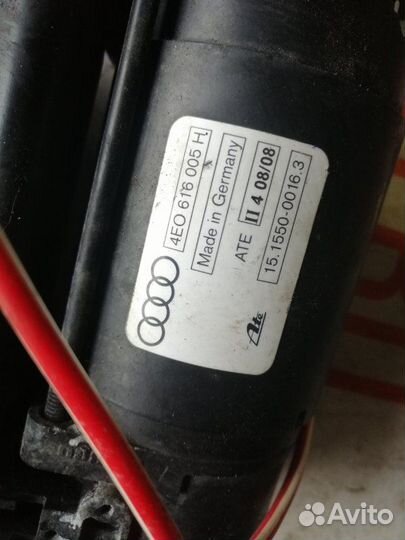 4E0 616 005 H
Made in Germany
ATE II 4 08/08
15.1550-0016.3
Ate
Avito